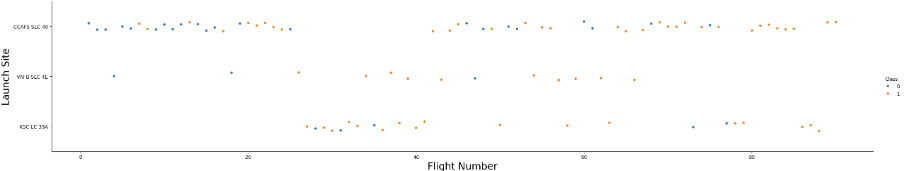 CCAFS SLC 40
VAFB SLC 4E
KSC LC 39A
Launch Site
0
20
40
60
80
Flight Number
Class
0
1